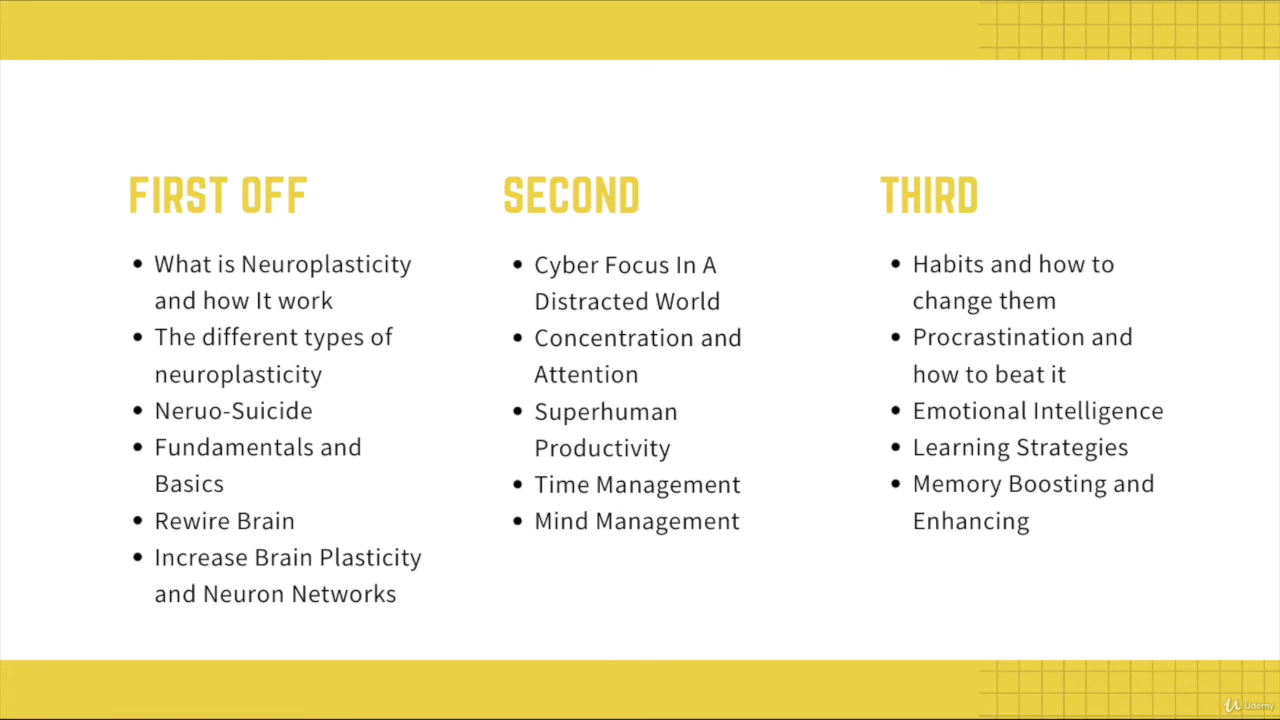 FIRST OFF
• What is Neuroplasticity
and how It work
• The different types of
neuroplasticity
• Neruo-Suicide
• Fundamentals and
Basics
• Rewire Brain
• Increase Brain Plasticity
and Neuron Networks
SECOND
• Cyber Focus In A
Distracted World
• Concentration and
Attention
• Superhuman
Productivity
• Time Management
• Mind Management
THIRD
• Habits and how to
change them
• Procrastination and
how to beat it
• Emotional Intelligence
• Learning Strategies
• Memory Boosting and
Enhancing
Udemy